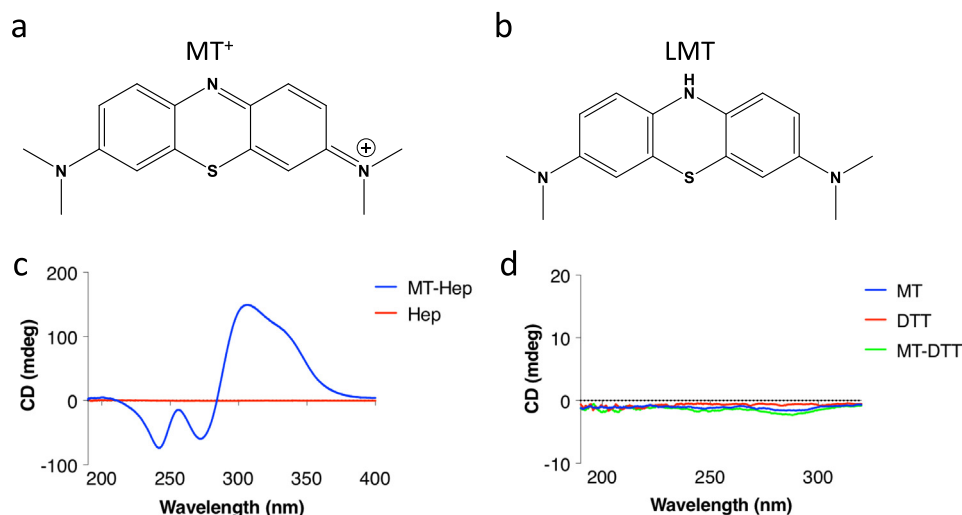 a
MT⁺
N
S
N
N
+
b
LMT
H
N
S
N
N
c
200
100
0
-100
200 250 300 350 400
CD (mdeg)
Wavelength (nm)
MT-Hep
Hep
d
20
10
0
-10
200 250 300
CD (mdeg)
Wavelength (nm)
MT
DTT
MT-DTT